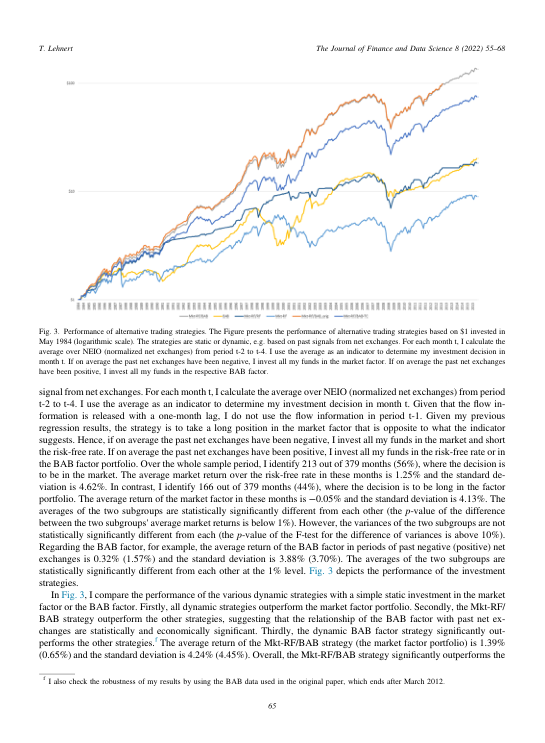 T. Lehnert
The Journal of Finance and Data Science 8 (2022) 55–68
$100
$10
$1
Fig. 3. Performance of alternative trading strategies. The Figure presents the performance of alternative trading strategies based on $1 invested in
May 1984 (logarithmic scale). The strategies are static or dynamic, e.g. based on past signals from net exchanges. For each month t, I calculate the
average over NEIO (normalized net exchanges) from period t-2 to t-4. I use the average as an indicator to determine my investment decision in
month t. If on average the past net exchanges have been negative, I invest all my funds in the market factor. If on average the past net exchanges
have been positive, I invest all my funds in the respective BAB factor.
signal from net exchanges. For each month t, I calculate the average over NEIO (normalized net exchanges) from period
t-2 to t-4. I use the average as an indicator to determine my investment decision in month t. Given that the flow in-
formation is released with a one-month lag, I do not use the flow information in period t-1. Given my previous
regression results, the strategy is to take a long position in the market factor that is opposite to what the indicator
suggests. Hence, if on average the past net exchanges have been negative, I invest all my funds in the market and short
the risk-free rate. If on average the past net exchanges have been positive, I invest all my funds in the risk-free rate or in
the BAB factor portfolio. Over the whole sample period, I identify 213 out of 379 months (56%), where the decision is
to be in the market. The average market return over the risk-free rate in these months is 1.25% and the standard de-
viation is 4.62%. In contrast, I identify 166 out of 379 months (44%), where the decision is to be long in the factor
portfolio. The average return of the market factor in these months is −0.05% and the standard deviation is 4.13%. The
averages of the two subgroups are statistically significantly different from each other (the p-value of the difference
between the two subgroups' average market returns is below 1%). However, the variances of the two subgroups are not
statistically significantly different from each other (the p-value of the F-test for the difference of variances is above 10%).
Regarding the BAB factor, for example, the average return of the BAB factor in periods of past negative (positive) net
exchanges is 0.32% (1.57%) and the standard deviation is 3.88% (3.70%). The averages of the two subgroups are
statistically significantly different from each other at the 1% level. Fig. 3 depicts the performance of the investment
strategies.
In Fig. 3, I compare the performance of the various dynamic strategies with a simple static investment in the market
factor or the BAB factor. Firstly, all dynamic strategies outperform the market factor portfolio. Secondly, the Mkt-RF/
BAB strategy outperform the other strategies, suggesting that the relationship of the BAB factor with past net ex-
changes are statistically and economically significant. Thirdly, the dynamic BAB factor strategy significantly out-
performs the other strategies.f The average return of the Mkt-RF/BAB strategy (the market factor portfolio) is 1.39%
(0.65%) and the standard deviation is 4.24% (4.45%). Overall, the Mkt-RF/BAB strategy significantly outperforms the
f I also check the robustness of my results by using the BAB data used in the original paper, which ends after March 2012.
65